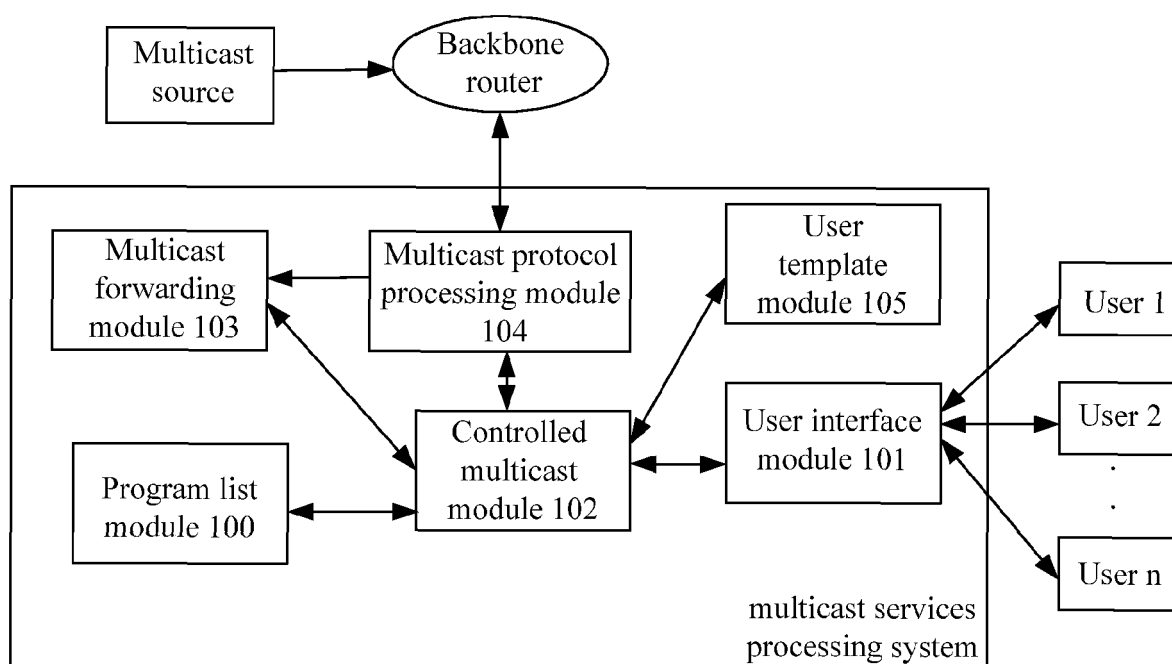 Multicast
source
Backbone
router
Multicast
forwarding
module 103
Multicast protocol
processing module
104
User
template
module 105
User 1
Program list
module 100
Controlled
multicast
module 102
User interface
module 101
User 2
.
.
User n
multicast services
processing system